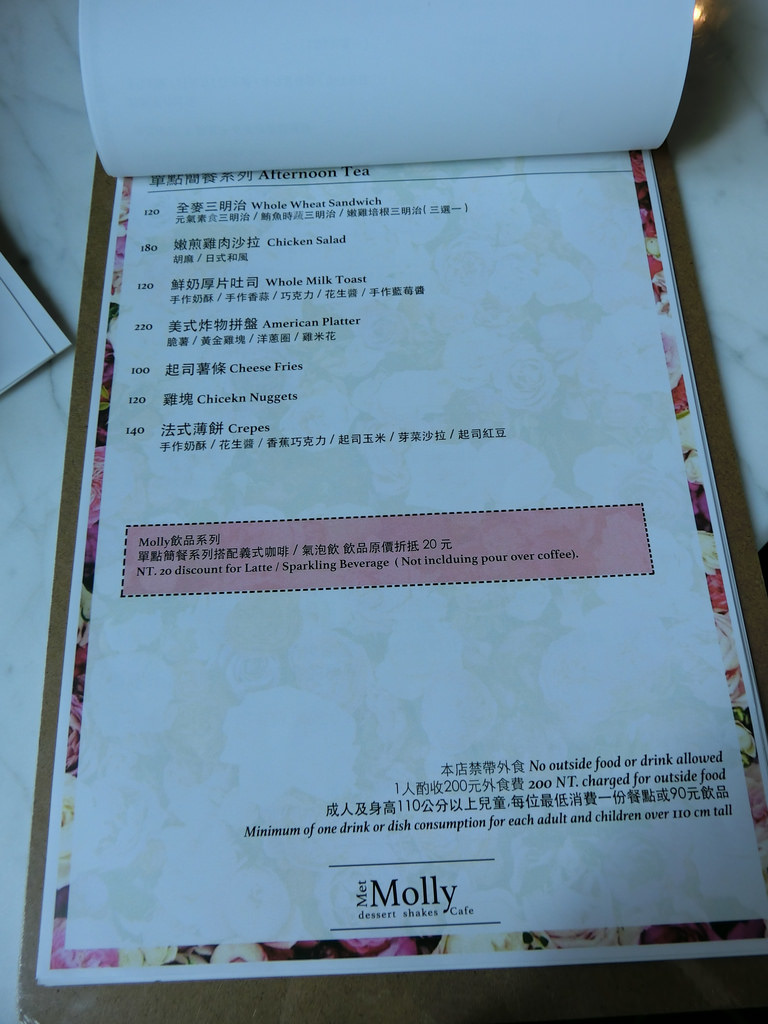 單點簡餐系列 Afternoon Tea
120 全麥三明治 Whole Wheat Sandwich
元氣素食三明治 / 鮪魚時蔬三明治 / 嫩雞培根三明治( 三選一 )
180 嫩煎雞肉沙拉 Chicken Salad
胡麻 / 日式和風
120 鮮奶厚片吐司 Whole Milk Toast
手作奶酥 / 手作香蒜 / 巧克力 / 花生醬 / 手作藍莓醬
220 美式炸物拼盤 American Platter
脆薯 / 黃金雞塊 / 洋蔥圈 / 雞米花
100 起司薯條 Cheese Fries
120 雞塊 Chicekn Nuggets
140 法式薄餅 Crepes
手作奶酥 / 花生醬 / 香蕉巧克力 / 起司玉米 / 芽菜沙拉 / 起司紅豆
Molly飲品系列
單點簡餐系列搭配義式咖啡 / 氣泡飲 飲品原價折抵 20 元
NT. 20 discount for Latte / Sparkling Beverage ( Not inclduing pour over coffee).
本店禁帶外食 No outside food or drink allowed
1人酌收200元外食費 200 NT. charged for outside food
成人及身高110公分以上兒童,每位最低消費一份餐點或90元飲品
Minimum of one drink or dish consumption for each adult and children over 110 cm tall
Met Molly
dessert shakes Cafe